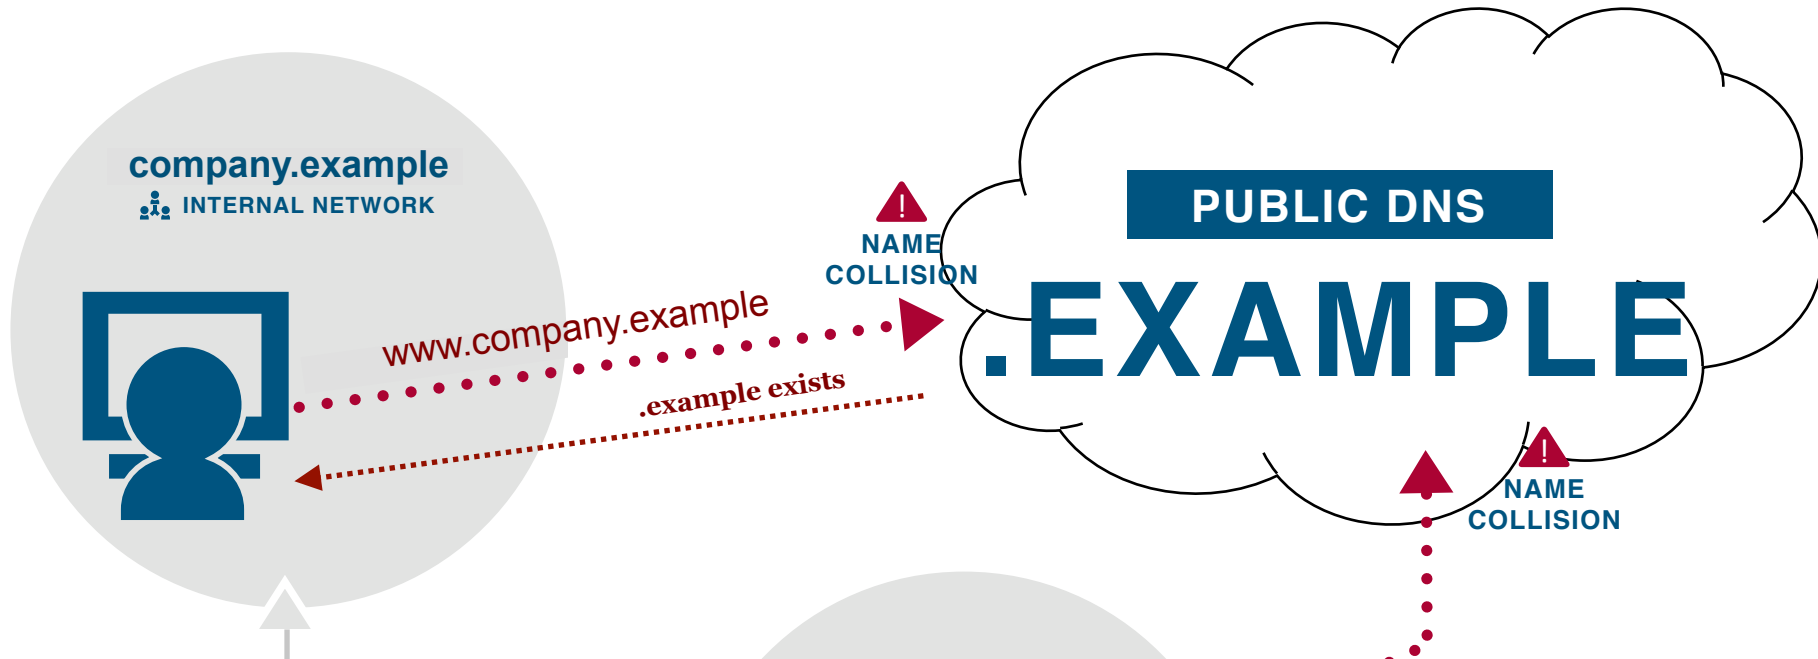 company.example
INTERNAL NETWORK
www.company.example
.example exists
!
NAME
COLLISION
PUBLIC DNS
.EXAMPLE
!
NAME
COLLISION